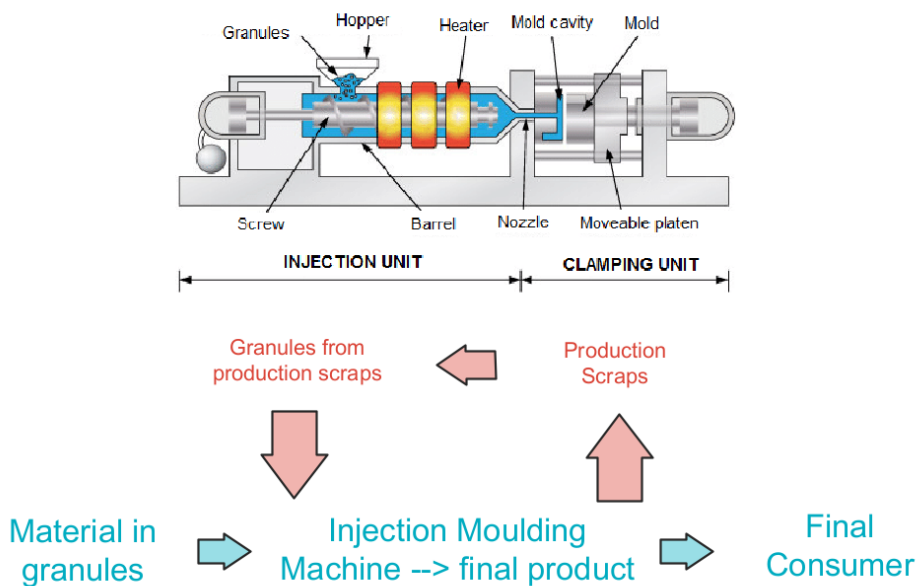 Hopper
Granules
Heater
Mold cavity
Mold
Screw
Barrel
Nozzle
Moveable platen
INJECTION UNIT
CLAMPING UNIT
Granules from
production scraps
Production
Scraps
Material in
granules
Injection Moulding
Machine --> final product
Final
Consumer